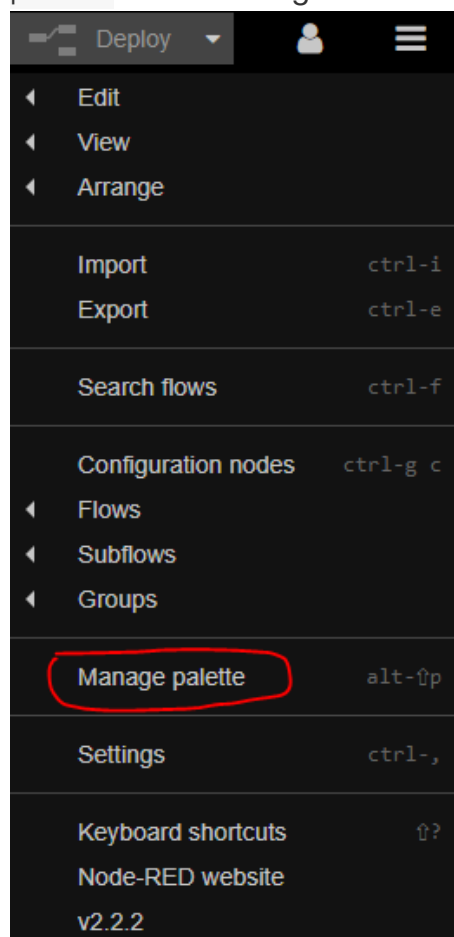 Deploy
Edit
View
Arrange
Import ctrl-i
Export ctrl-e
Search flows ctrl-f
Configuration nodes ctrl-g c
Flows
Subflows
Groups
Manage palette alt-⇧p
Settings ctrl-,
Keyboard shortcuts ⇧?
Node-RED website
v2.2.2